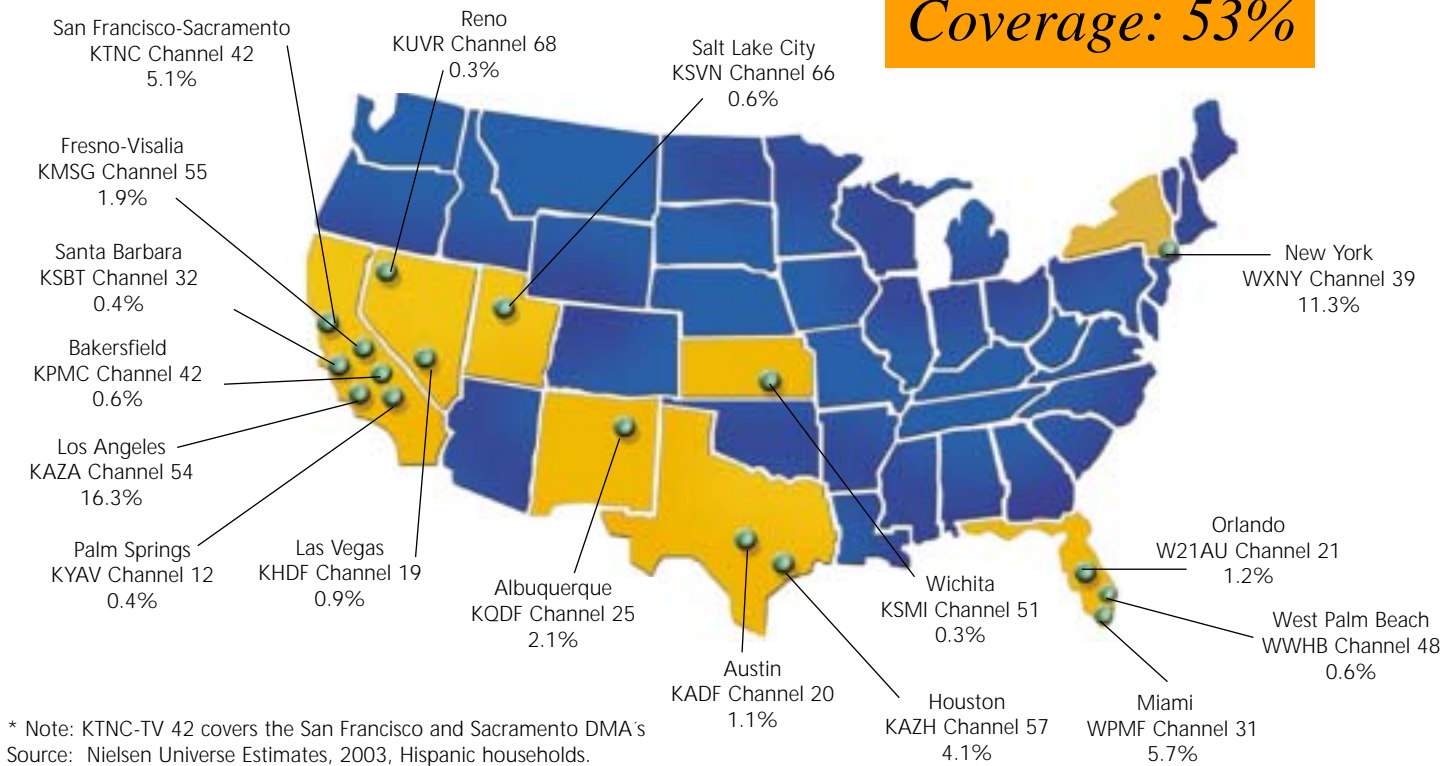 Coverage: 53%
San Francisco-Sacramento
KTNC Channel 42
5.1%
Reno
KUVR Channel 68
0.3%
Salt Lake City
KSVN Channel 66
0.6%
Fresno-Visalia
KMSG Channel 55
1.9%
Santa Barbara
KSBT Channel 32
0.4%
Bakersfield
KPMC Channel 42
0.6%
Los Angeles
KAZA Channel 54
16.3%
Palm Springs
KYAV Channel 12
0.4%
Las Vegas
KHDF Channel 19
0.9%
Albuquerque
KQDF Channel 25
2.1%
Austin
KADF Channel 20
1.1%
Houston
KAZH Channel 57
4.1%
Wichita
KSMI Channel 51
0.3%
New York
WXNY Channel 39
11.3%
Orlando
W21AU Channel 21
1.2%
West Palm Beach
WWHB Channel 48
0.6%
Miami
WPMF Channel 31
5.7%
* Note: KTNC-TV 42 covers the San Francisco and Sacramento DMA´s
Source: Nielsen Universe Estimates, 2003, Hispanic households.